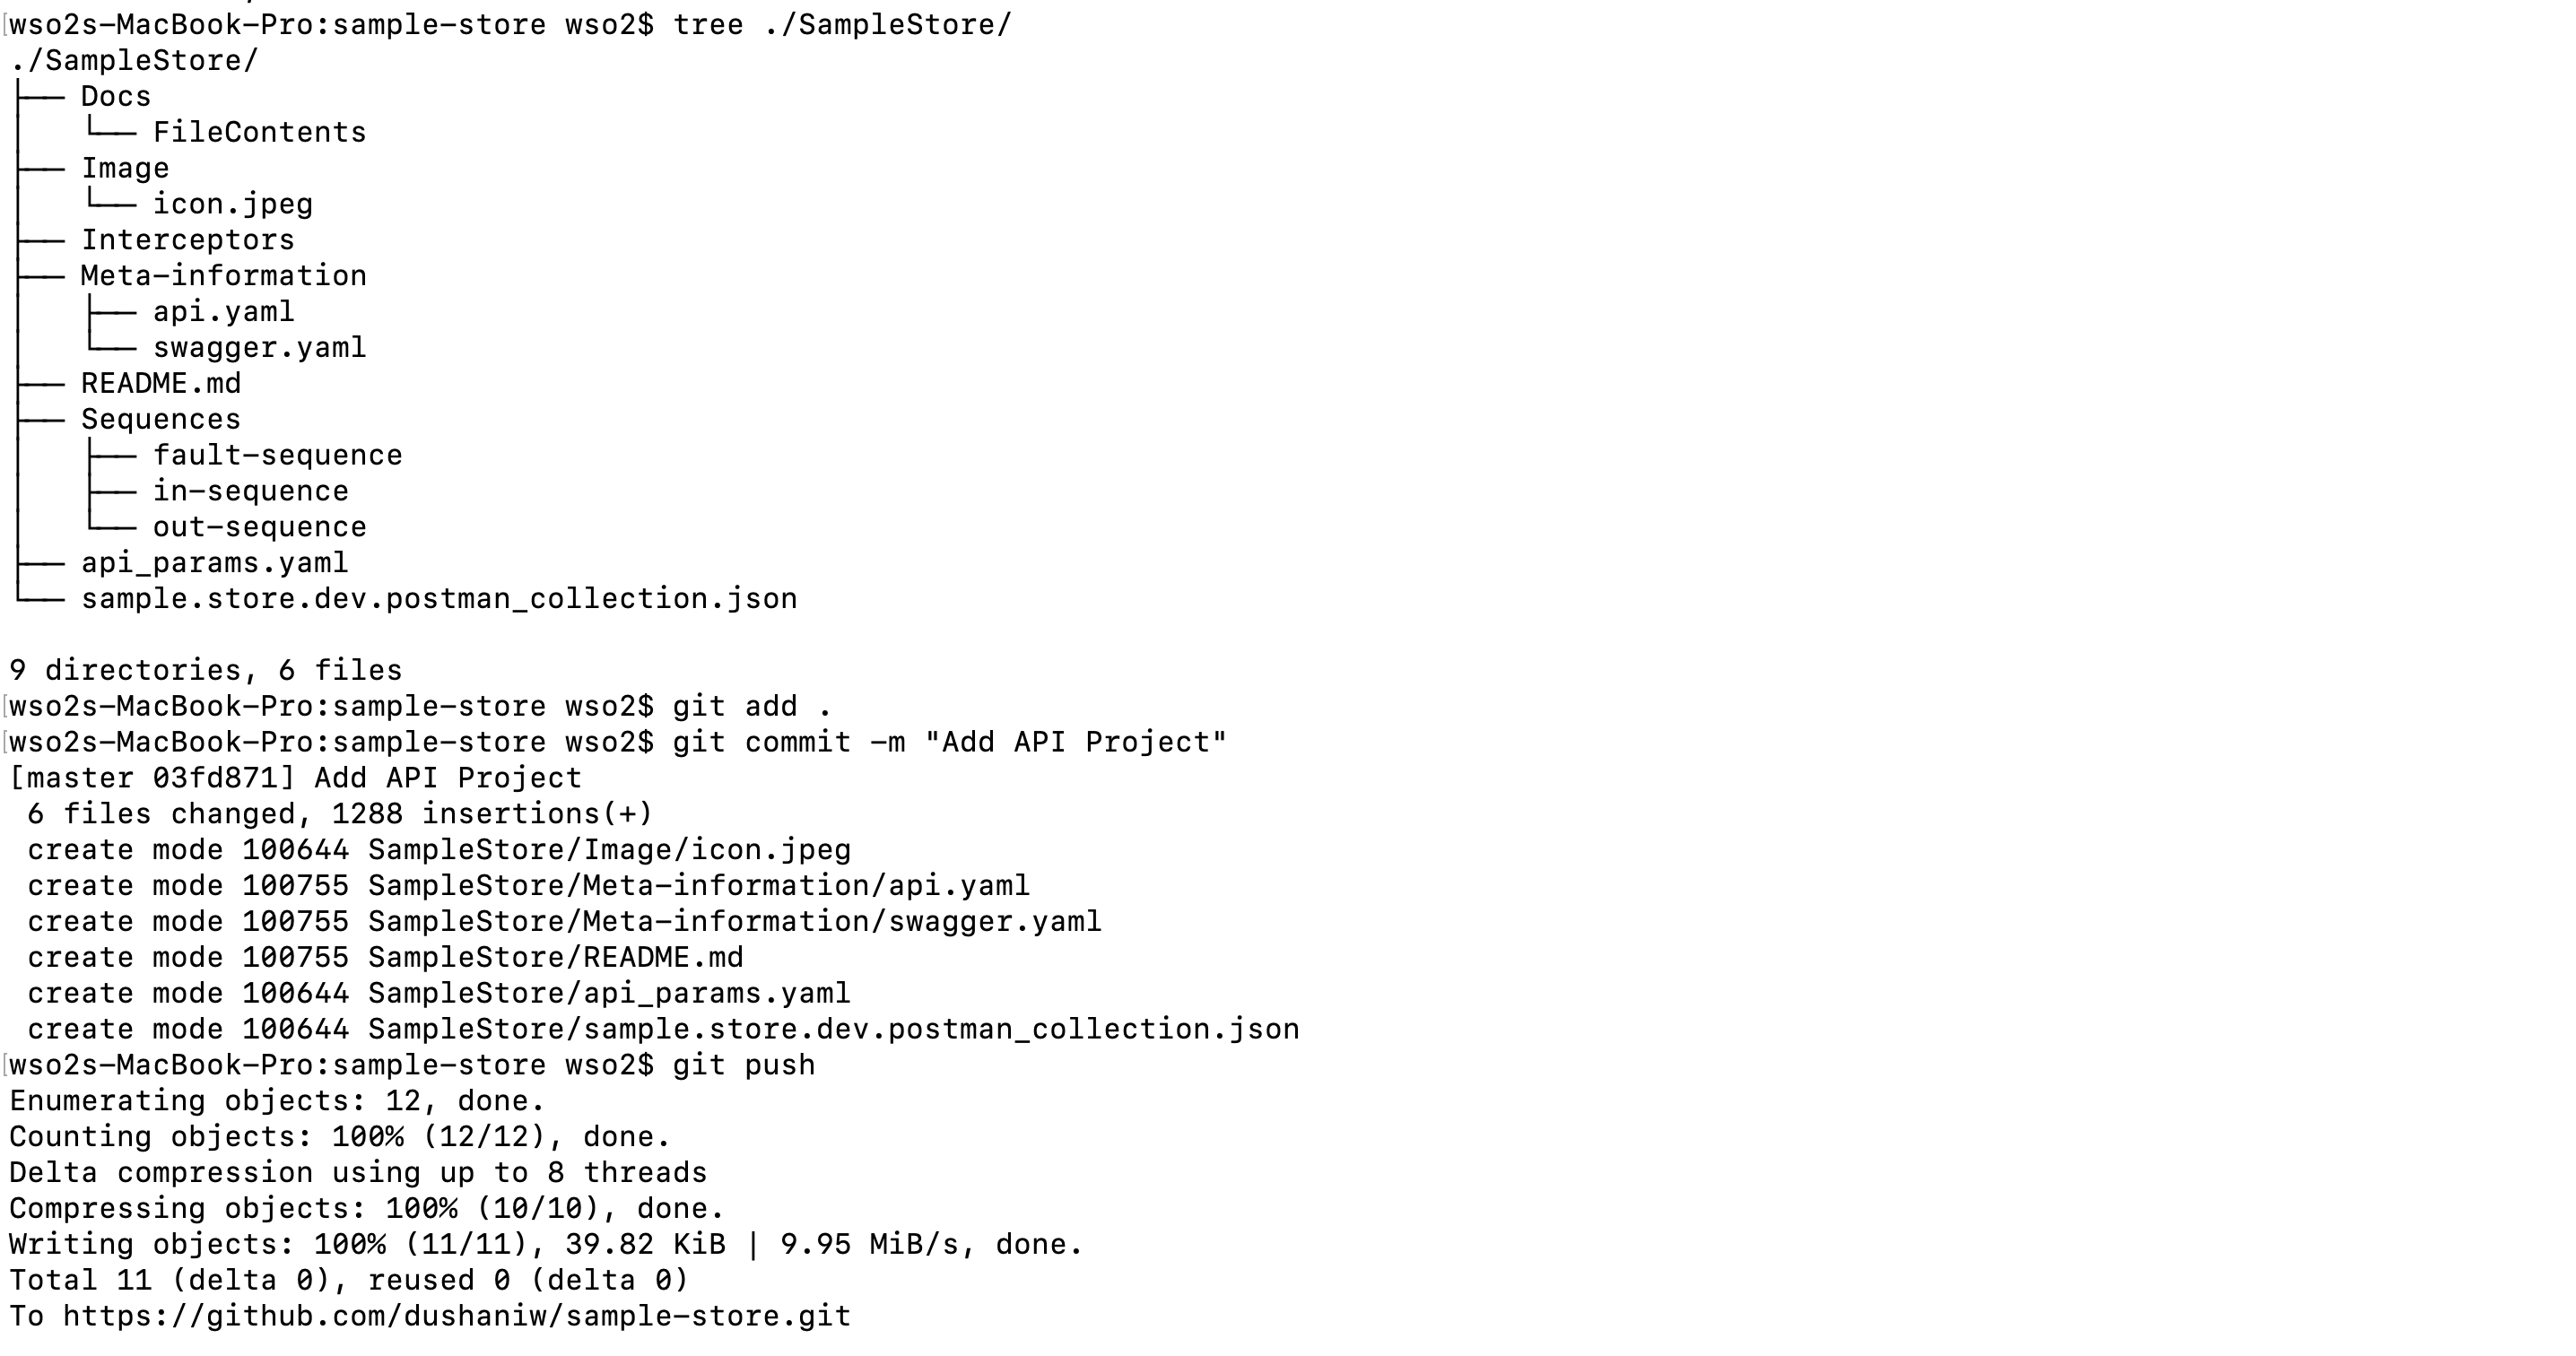 wso2s-MacBook-Pro:sample-store wso2$ tree ./SampleStore/
./SampleStore/
├── Docs
│   └── FileContents
├── Image
│   └── icon.jpeg
├── Interceptors
├── Meta-information
│   ├── api.yaml
│   └── swagger.yaml
├── README.md
├── Sequences
│   ├── fault-sequence
│   ├── in-sequence
│   └── out-sequence
├── api_params.yaml
└── sample.store.dev.postman_collection.json

9 directories, 6 files
wso2s-MacBook-Pro:sample-store wso2$ git add .
wso2s-MacBook-Pro:sample-store wso2$ git commit -m "Add API Project"
[master 03fd871] Add API Project
 6 files changed, 1288 insertions(+)
 create mode 100644 SampleStore/Image/icon.jpeg
 create mode 100755 SampleStore/Meta-information/api.yaml
 create mode 100755 SampleStore/Meta-information/swagger.yaml
 create mode 100755 SampleStore/README.md
 create mode 100644 SampleStore/api_params.yaml
 create mode 100644 SampleStore/sample.store.dev.postman_collection.json
wso2s-MacBook-Pro:sample-store wso2$ git push
Enumerating objects: 12, done.
Counting objects: 100% (12/12), done.
Delta compression using up to 8 threads
Compressing objects: 100% (10/10), done.
Writing objects: 100% (11/11), 39.82 KiB | 9.95 MiB/s, done.
Total 11 (delta 0), reused 0 (delta 0)
To https://github.com/dushaniw/sample-store.git